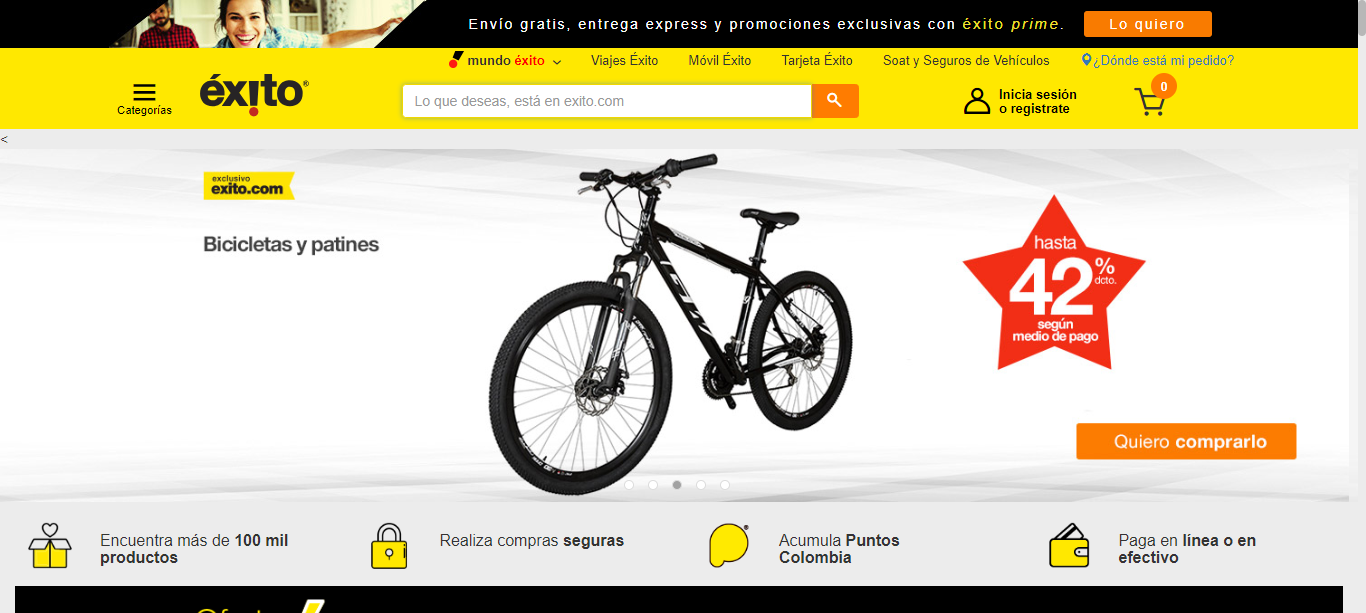 Envío gratis, entrega express y promociones exclusivas con éxito prime.
Lo quiero
mundo éxito
Viajes Éxito
Móvil Éxito
Tarjeta Éxito
Soat y Seguros de Vehículos
¿Dónde está mi pedido?
Categorías
éxito®
Lo que deseas, está en exito.com
Inicia sesión
o registrate
0
<
exclusivo
exito.com
Bicicletas y patines
hasta
42%
dcto.
según
medio de pago
Quiero comprarlo
Encuentra más de 100 mil
productos
Realiza compras seguras
Acumula Puntos
Colombia
Paga en línea o en
efectivo